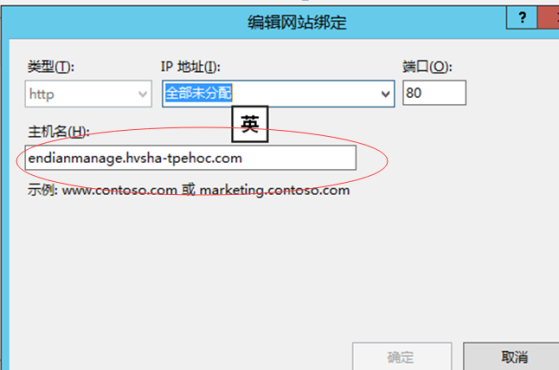 编辑网站绑定
?
类型(T):
IP 地址(I):
端口(O):
http
全部未分配
80
英
主机名(H):
endianmanage.hvsha-tpehoc.com
示例: www.contoso.com 或 marketing.contoso.com
确定
取消